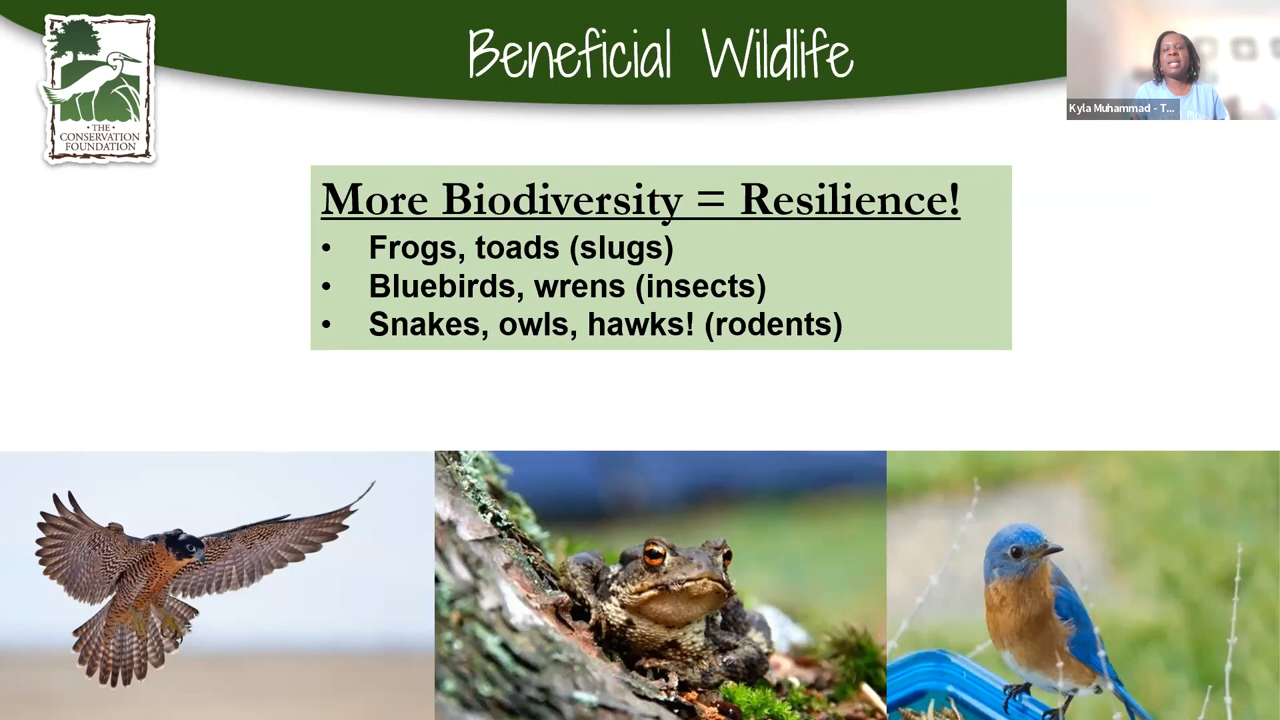 Beneficial Wildlife
Kyla Muhammad - T...
• THE •
CONSERVATION
FOUNDATION
More Biodiversity = Resilience!
• Frogs, toads (slugs)
• Bluebirds, wrens (insects)
• Snakes, owls, hawks! (rodents)